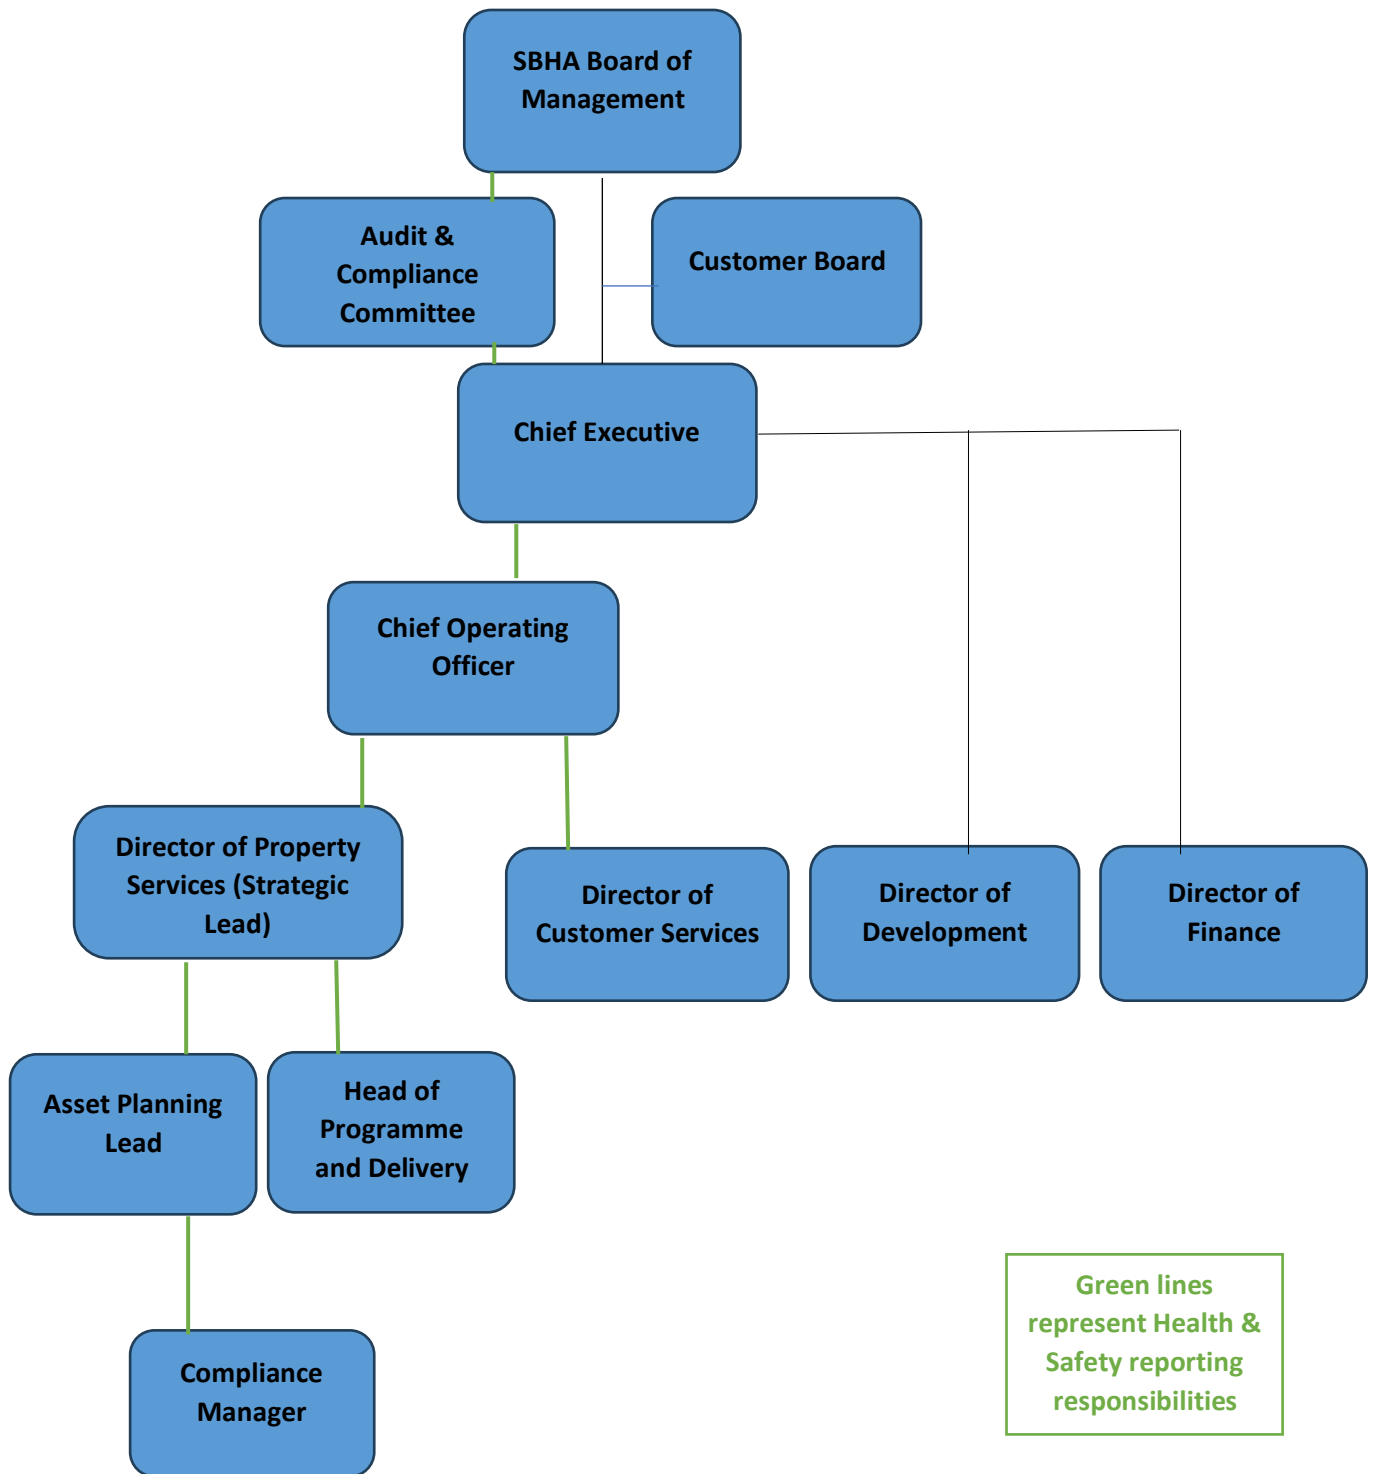 SBHA Board of
Management
Audit &
Compliance
Committee
Customer Board
Chief Executive
Chief Operating
Officer
Director of Property
Services (Strategic
Lead)
Director of
Customer Services
Director of
Development
Director of
Finance
Asset Planning
Lead
Head of
Programme
and Delivery
Compliance
Manager
Green lines
represent Health &
Safety reporting
responsibilities